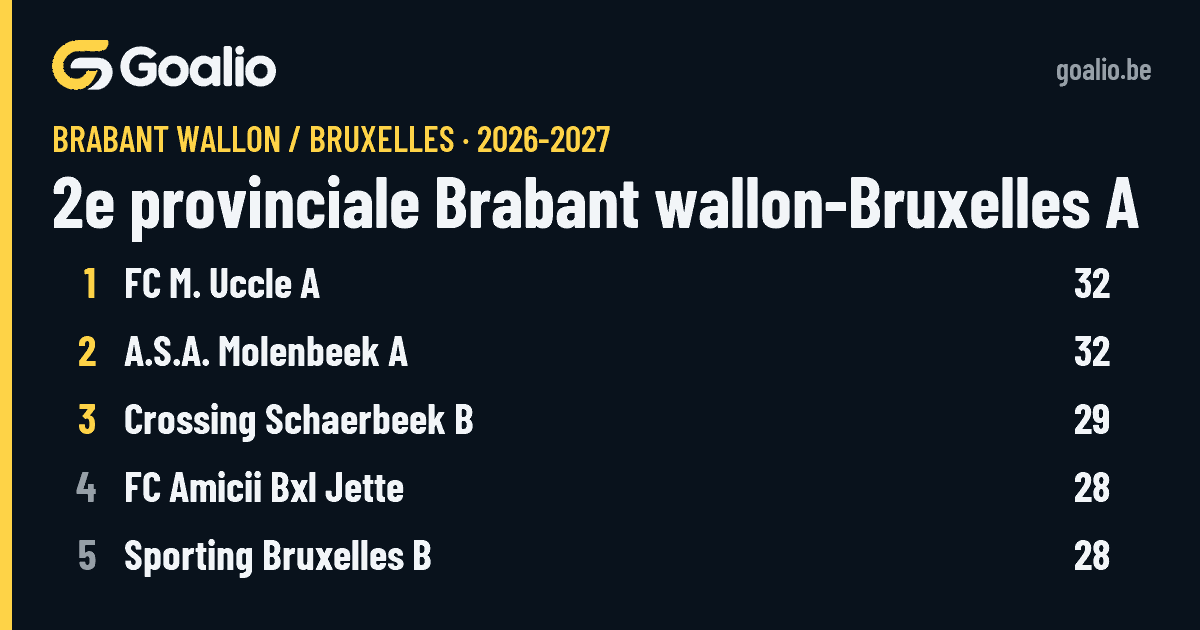 Goalio
goalio.be
BRABANT WALLON / BRUXELLES · 2026-2027
2e provinciale Brabant wallon-Bruxelles A
1 FC M. Uccle A 32
2 A.S.A. Molenbeek A 32
3 Crossing Schaerbeek B 29
4 FC Amicii Bxl Jette 28
5 Sporting Bruxelles B 28